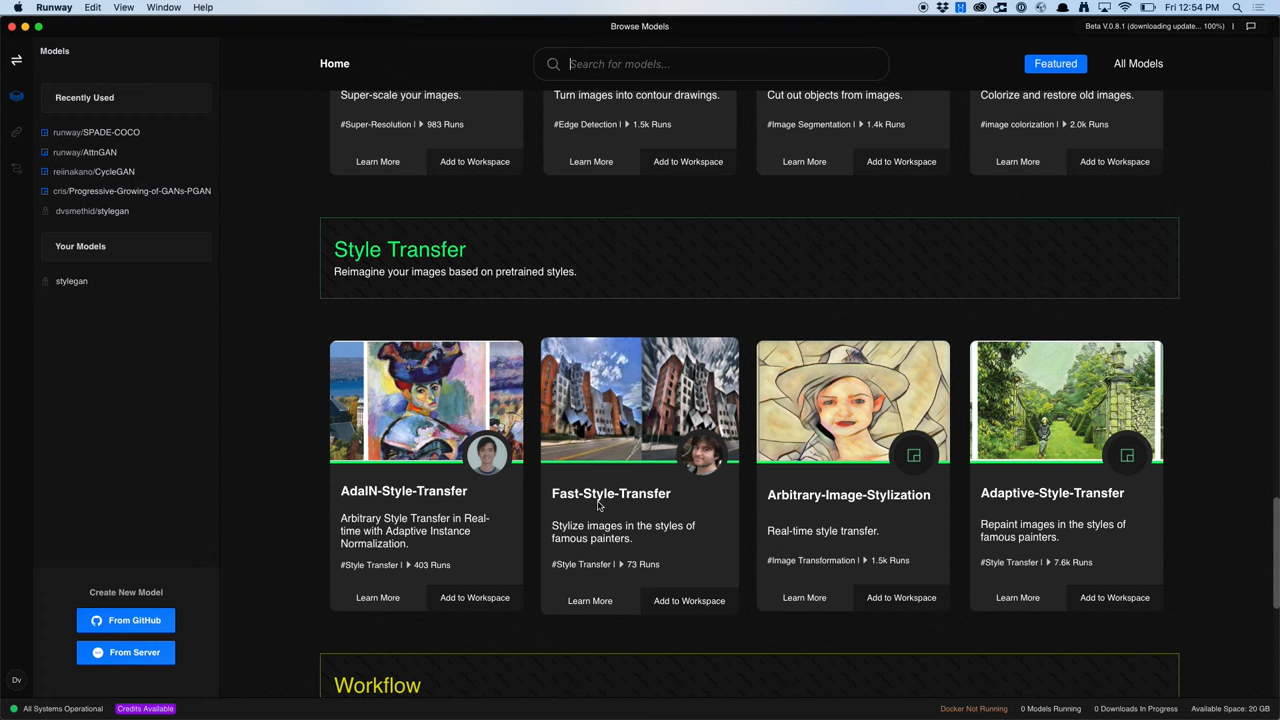 Runway File Edit View Window Help
Fri 12:54 PM
Browse Models
Beta V.0.8.1 (downloading update... 100%)
Models
Home
Search for models...
Featured
All Models
Recently Used
runway/SPADE-COCO
runway/AttnGAN
reiinakano/CycleGAN
cris/Progressive-Growing-of-GANs-PGAN
dvsmethid/stylegan
Your Models
stylegan
Create New Model
From GitHub
From Server
Dv
Super-scale your images.
#Super-Resolution | 983 Runs
Learn More Add to Workspace
Turn images into contour drawings.
#Edge Detection | 1.5k Runs
Learn More Add to Workspace
Cut out objects from images.
#Image Segmentation | 1.4k Runs
Learn More Add to Workspace
Colorize and restore old images.
#image colorization | 2.0k Runs
Learn More Add to Workspace
Style Transfer
Reimagine your images based on pretrained styles.
AdaIN-Style-Transfer
Arbitrary Style Transfer in Real-
time with Adaptive Instance
Normalization.
#Style Transfer | 403 Runs
Learn More Add to Workspace
Fast-Style-Transfer
Stylize images in the styles of
famous painters.
#Style Transfer | 73 Runs
Learn More Add to Workspace
Arbitrary-Image-Stylization
Real-time style transfer.
#Image Transformation | 1.5k Runs
Learn More Add to Workspace
Adaptive-Style-Transfer
Repaint images in the styles of
famous painters.
#Style Transfer | 7.6k Runs
Learn More Add to Workspace
Workflow
All Systems Operational
Credits Available
Docker Not Running
0 Models Running
0 Downloads In Progress
Available Space: 20 GB